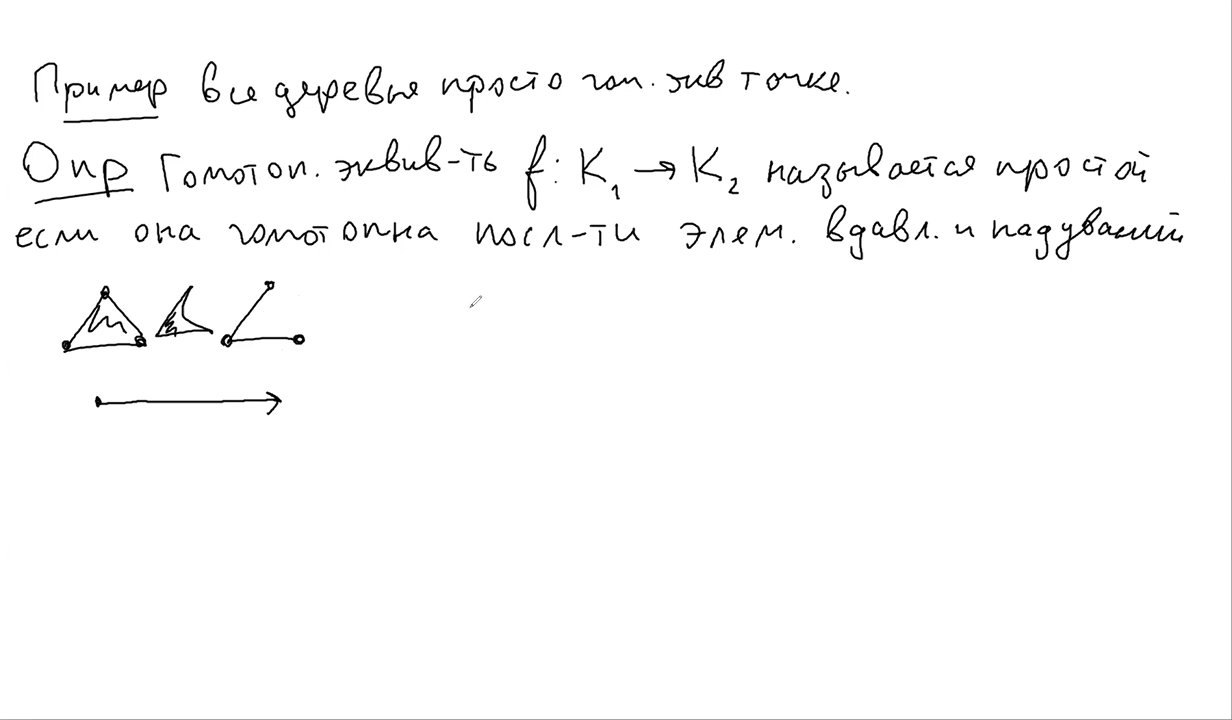 Пример Все деревья просто гом. экв точке.
Опр Гомотоп. эквив-ть f: K₁ → K₂ называется простой
если она гомотопна посл-ти элем. вдавл. и надуваний